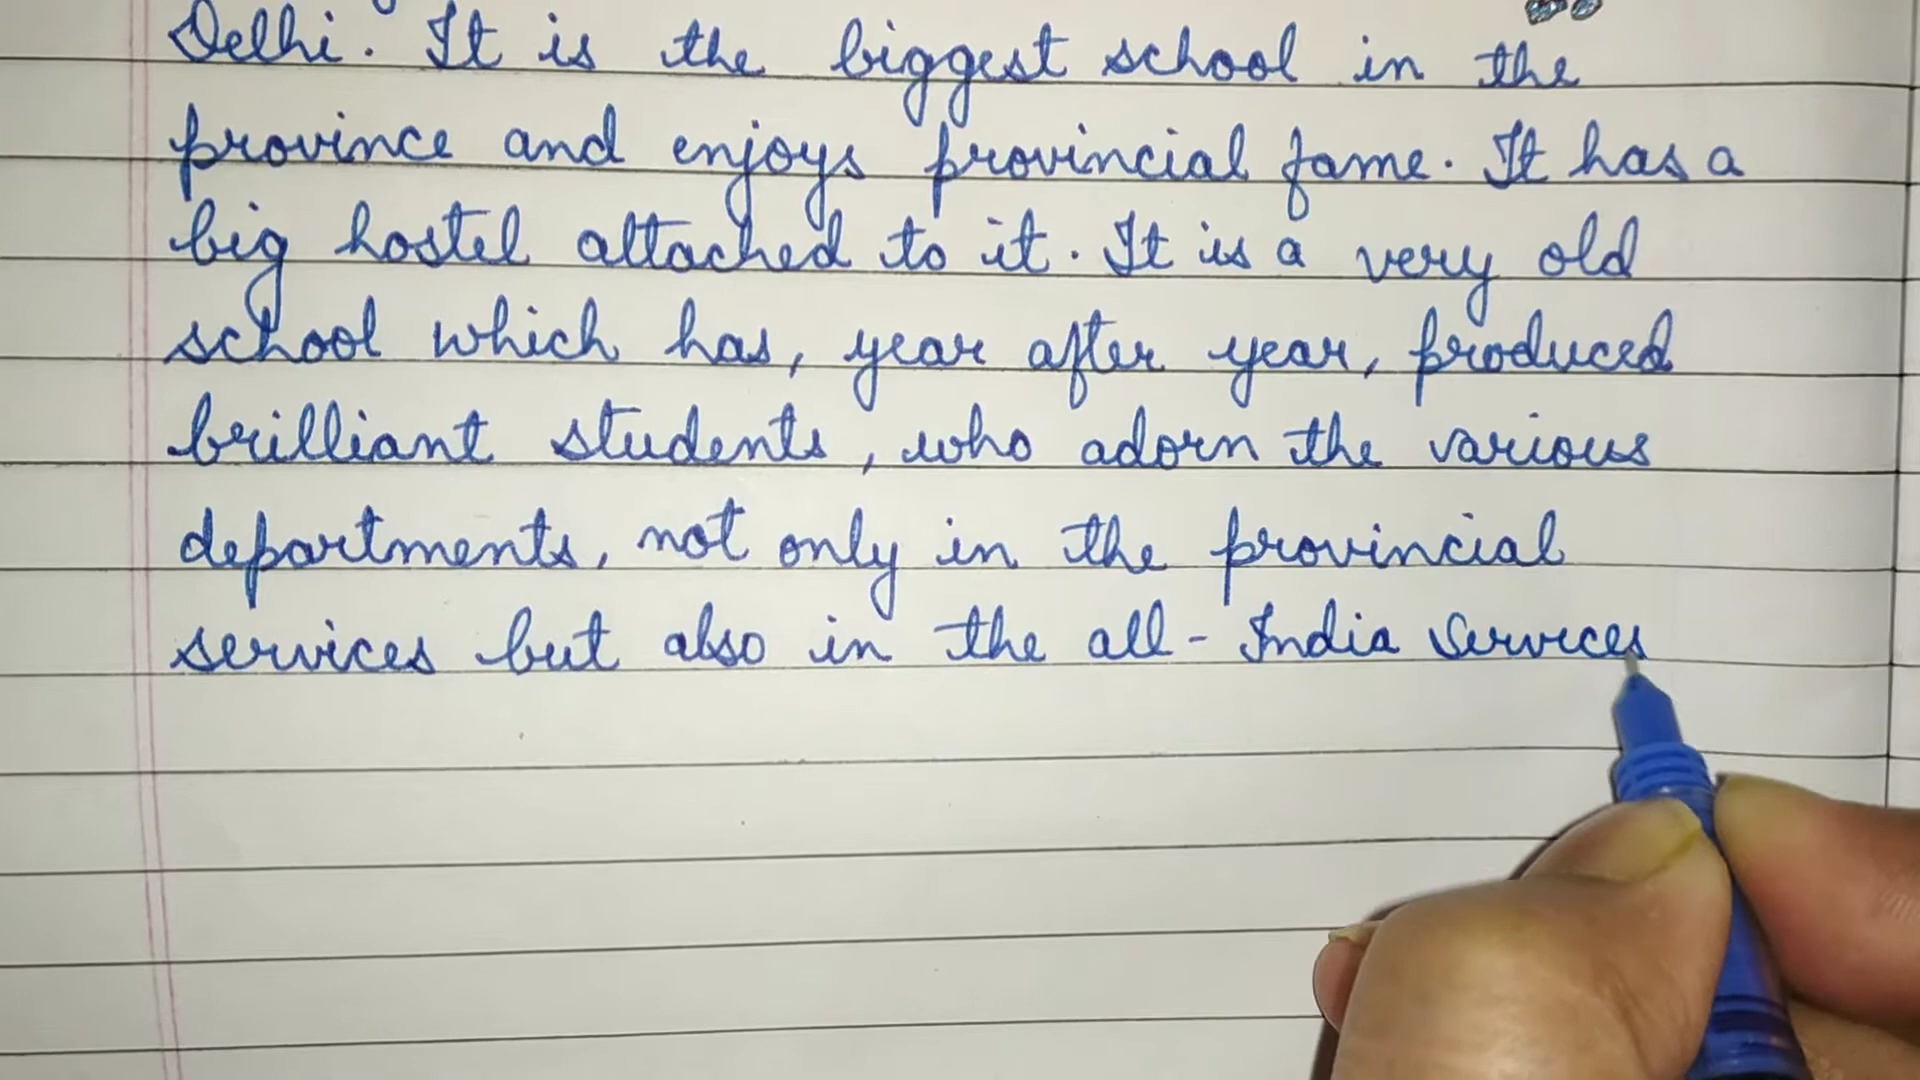 Delhi. It is the biggest school in the
province and enjoys provincial fame. It has a
big hostel attached to it. It is a very old
school which has, year after year, produced
brilliant students, who adorn the various
departments, not only in the provincial
services but also in the all-India Services